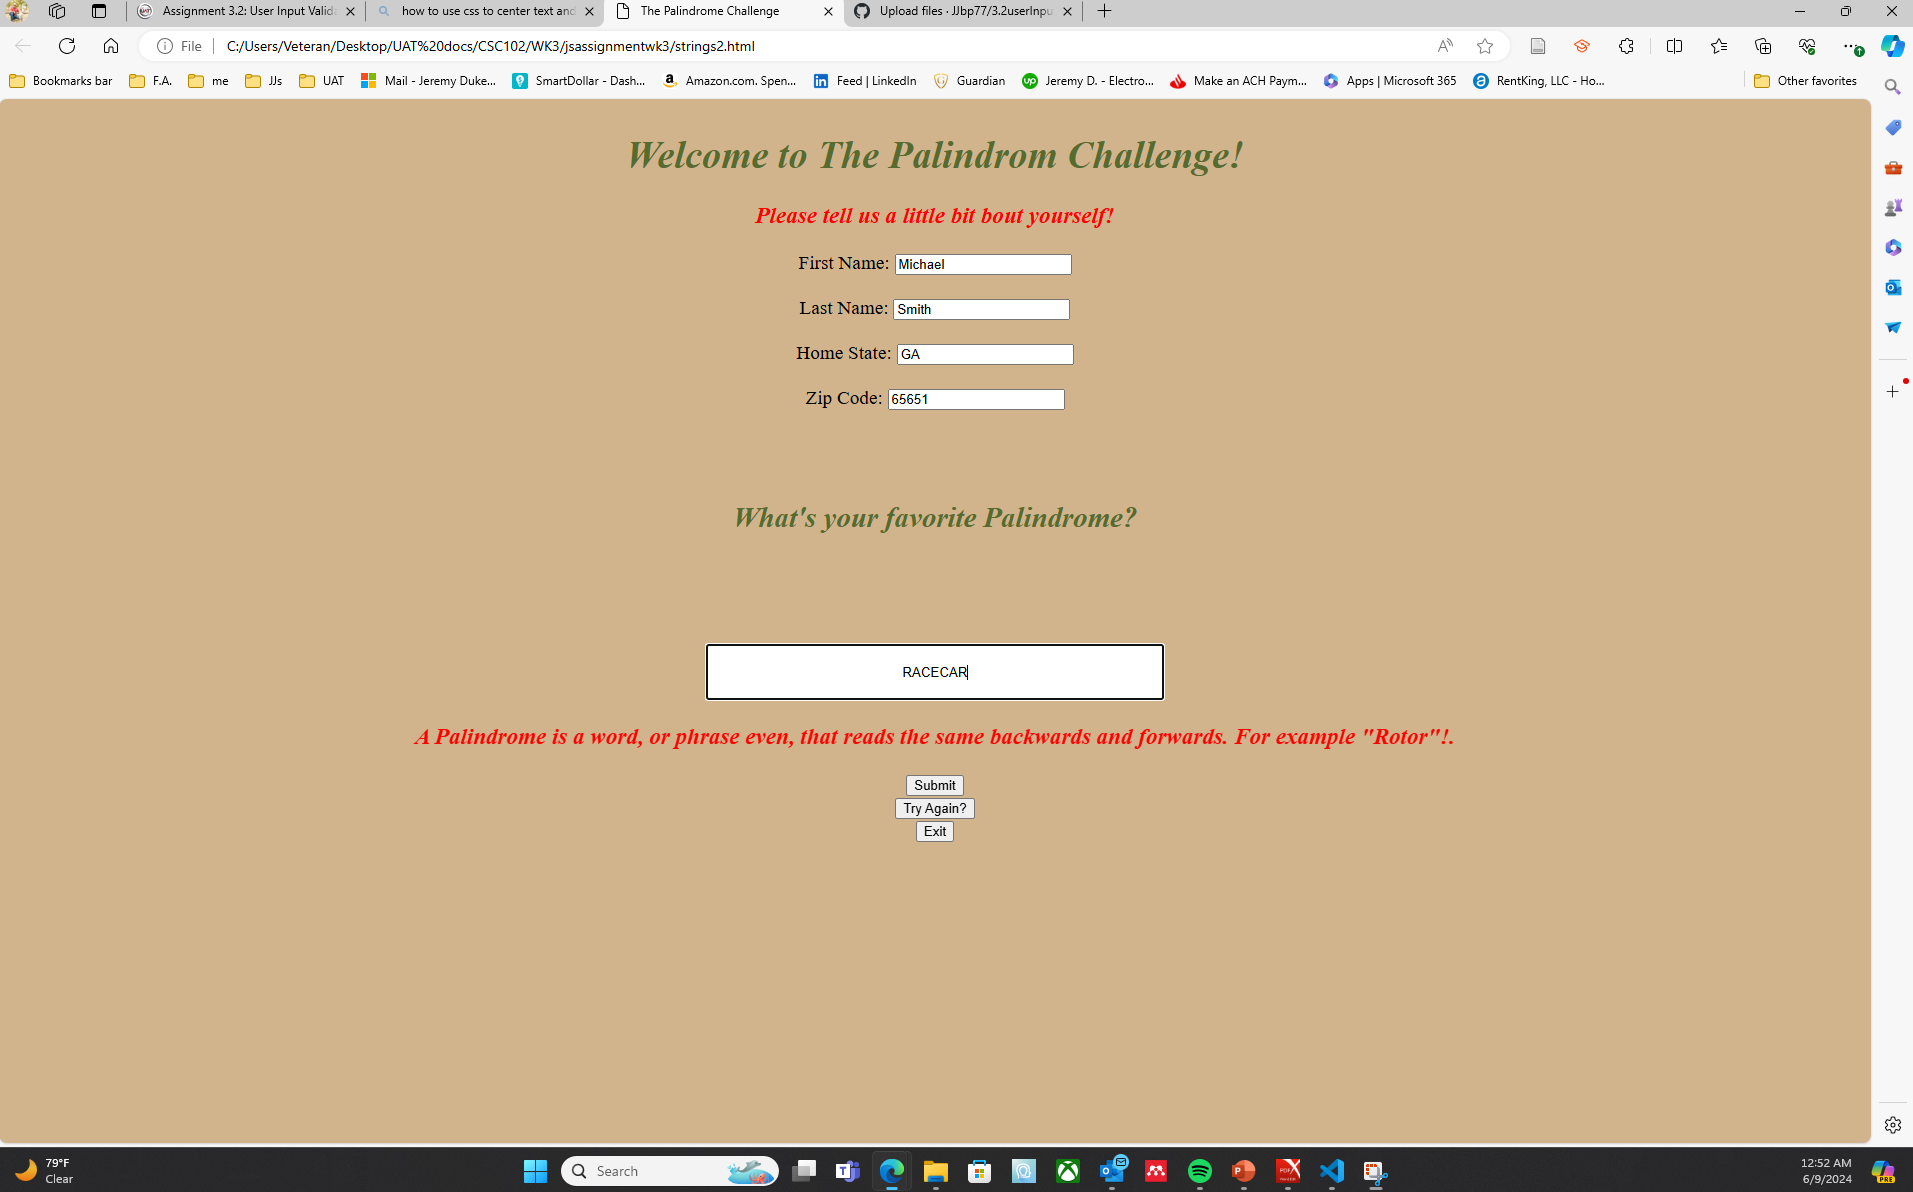 Assignment 3.2: User Input Valida
how to use css to center text and
The Palindrome Challenge
Upload files · JJbp77/3.2userInpu
File
C:/Users/Veteran/Desktop/UAT%20docs/CSC102/WK3/jsassignmentwk3/strings2.html
Bookmarks bar F.A. me JJs UAT Mail - Jeremy Duke... SmartDollar - Dash... Amazon.com. Spen... Feed | LinkedIn Guardian Jeremy D. - Electro... Make an ACH Paym... Apps | Microsoft 365 RentKing, LLC - Ho... Other favorites
Welcome to The Palindrom Challenge!
Please tell us a little bit bout yourself!
First Name: Michael
Last Name: Smith
Home State: GA
Zip Code: 65651
What's your favorite Palindrome?
RACECAR
A Palindrome is a word, or phrase even, that reads the same backwards and forwards. For example "Rotor"!.
Submit
Try Again?
Exit
79°F
Clear
Search
12:52 AM
6/9/2024